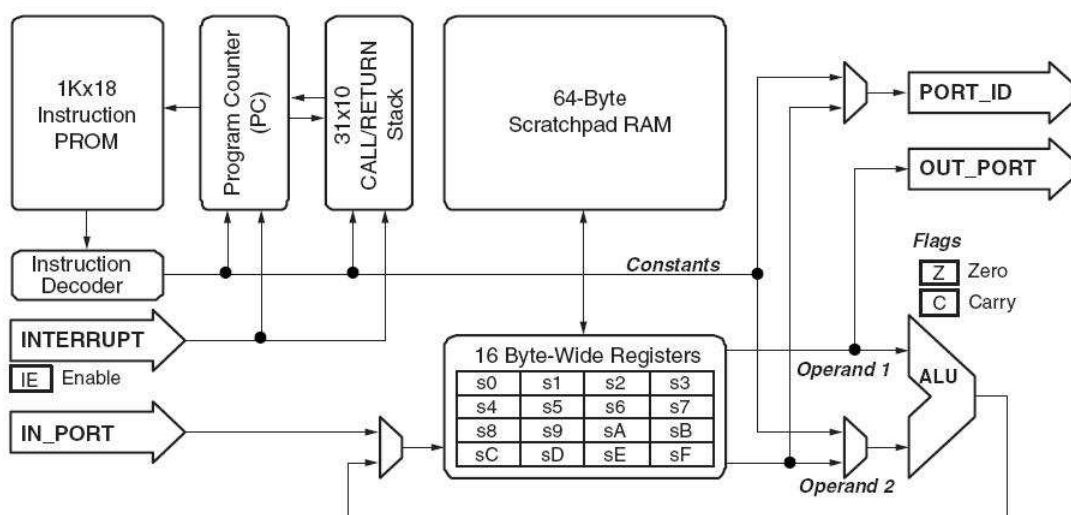 1Kx18
Instruction
PROM
Program Counter
(PC)
31x10
CALL/RETURN
Stack
64-Byte
Scratchpad RAM
PORT_ID
OUT_PORT
Instruction
Decoder
Constants
Flags
Z Zero
C Carry
INTERRUPT
IE Enable
IN_PORT
16 Byte-Wide Registers
s0 s1 s2 s3
s4 s5 s6 s7
s8 s9 sA sB
sC sD sE sF
Operand 1
ALU
Operand 2